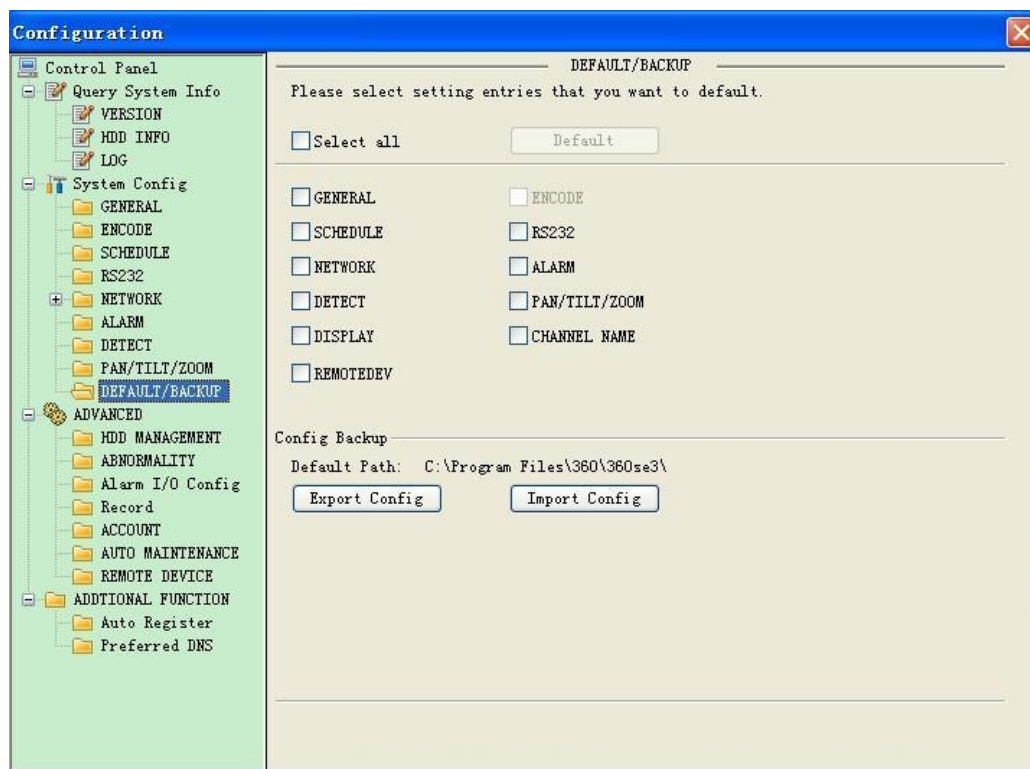 Configuration
Control Panel
Query System Info
VERSION
HDD INFO
LOG
System Config
GENERAL
ENCODE
SCHEDULE
RS232
NETWORK
ALARM
DETECT
PAN/TILT/ZOOM
DEFAULT/BACKUP
ADVANCED
HDD MANAGEMENT
ABNORMALITY
Alarm I/O Config
Record
ACCOUNT
AUTO MAINTENANCE
REMOTE DEVICE
ADDTIONAL FUNCTION
Auto Register
Preferred DNS
DEFAULT/BACKUP
Please select setting entries that you want to default.
Select all Default
GENERAL ENCODE
SCHEDULE RS232
NETWORK ALARM
DETECT PAN/TILT/ZOOM
DISPLAY CHANNEL NAME
REMOTEDEV
Config Backup
Default Path: C:\Program Files\360\360se3\
Export Config Import Config